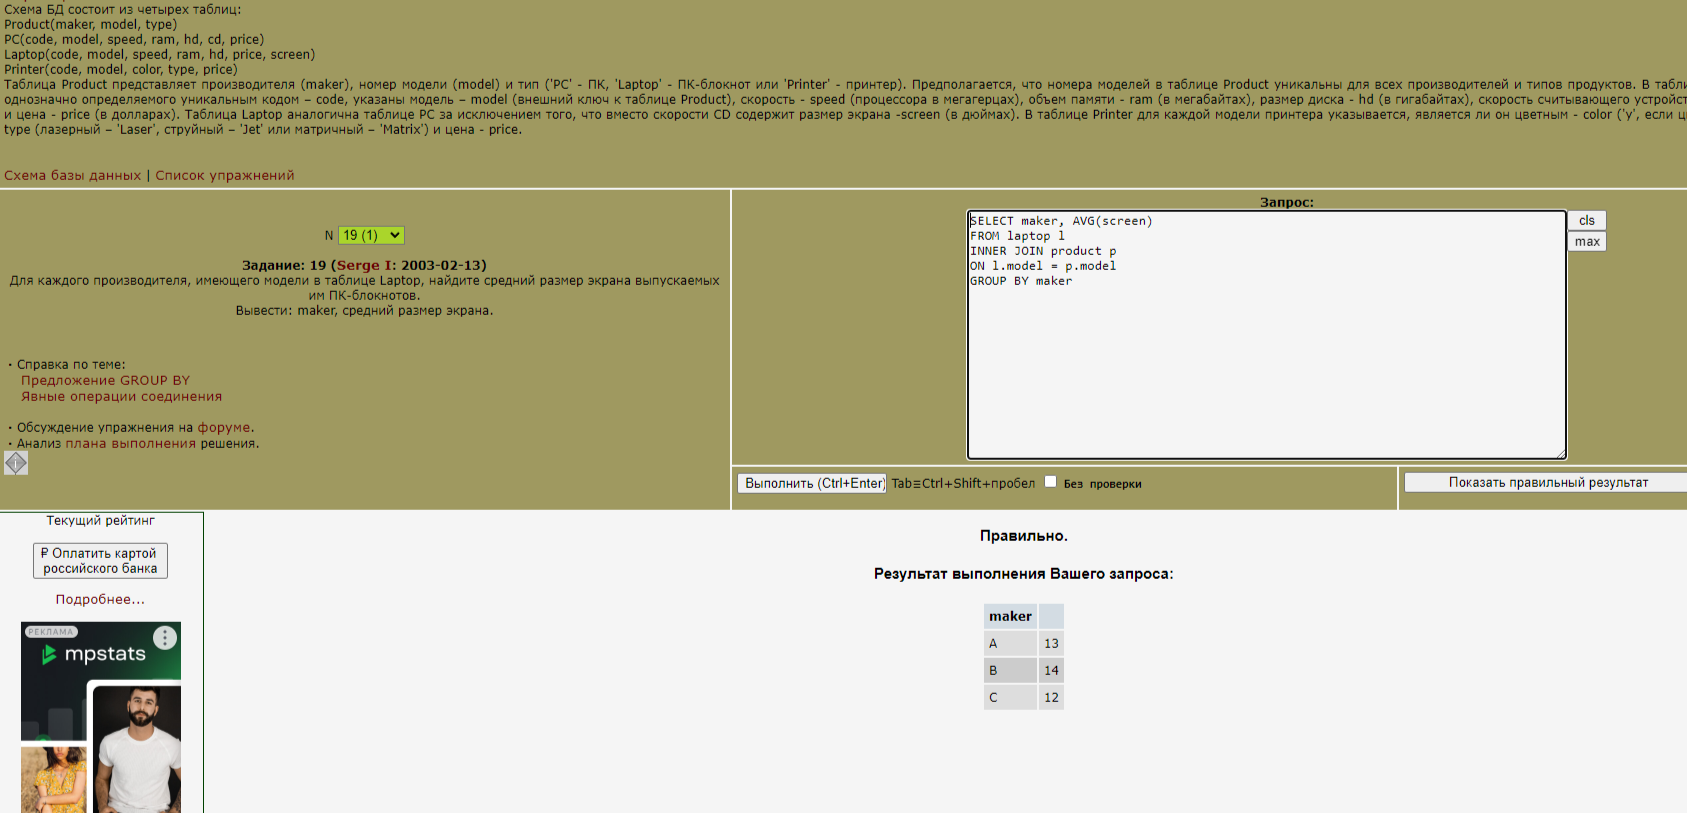 Схема БД состоит из четырех таблиц:
Product(maker, model, type)
PC(code, model, speed, ram, hd, cd, price)
Laptop(code, model, speed, ram, hd, price, screen)
Printer(code, model, color, type, price)
Таблица Product представляет производителя (maker), номер модели (model) и тип ('PC' - ПК, 'Laptop' - ПК-блокнот или 'Printer' - принтер). Предполагается, что номера моделей в таблице Product уникальны для всех производителей и типов продуктов. В табли
однозначно определяемого уникальным кодом – code, указаны модель – model (внешний ключ к таблице Product), скорость - speed (процессора в мегагерцах), объем памяти - ram (в мегабайтах), размер диска - hd (в гигабайтах), скорость считывающего устройст
и цена - price (в долларах). Таблица Laptop аналогична таблице РС за исключением того, что вместо скорости CD содержит размер экрана -screen (в дюймах). В таблице Printer для каждой модели принтера указывается, является ли он цветным - color ('y', если ц
type (лазерный – 'Laser', струйный – 'Jet' или матричный – 'Matrix') и цена - price.
Схема базы данных | Список упражнений
N 19 (1)
Задание: 19 (Serge I: 2003-02-13)
Для каждого производителя, имеющего модели в таблице Laptop, найдите средний размер экрана выпускаемых
им ПК-блокнотов.
Вывести: maker, средний размер экрана.
· Справка по теме:
Предложение GROUP BY
Явные операции соединения
· Обсуждение упражнения на форуме.
· Анализ плана выполнения решения.
Запрос:
SELECT maker, AVG(screen)
FROM laptop l
INNER JOIN product p
ON l.model = p.model
GROUP BY maker
cls
max
Выполнить (Ctrl+Enter) Tab≡Ctrl+Shift+пробел Без проверки
Показать правильный результат
Текущий рейтинг
₽ Оплатить картой
российского банка
Подробнее...
РЕКЛАМА
mpstats
Правильно.
Результат выполнения Вашего запроса:
maker
A 13
B 14
C 12